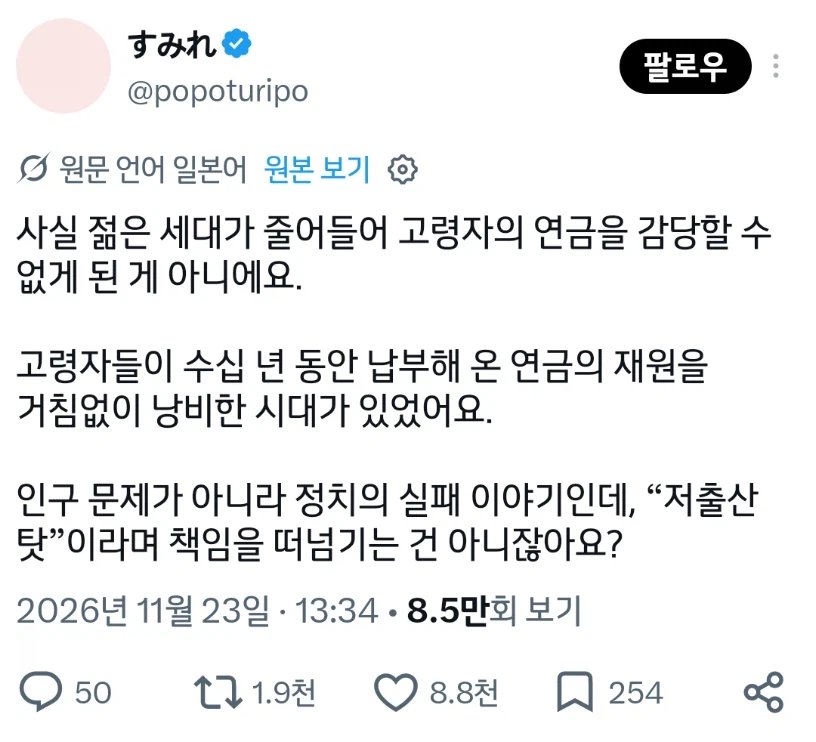 すみれ
@popoturipo
팔로우
원문 언어 일본어 원본 보기
사실 젊은 세대가 줄어들어 고령자의 연금을 감당할 수
없게 된 게 아니에요.
고령자들이 수십 년 동안 납부해 온 연금의 재원을
거침없이 낭비한 시대가 있었어요.
인구 문제가 아니라 정치의 실패 이야기인데, “저출산
탓”이라며 책임을 떠넘기는 건 아니잖아요?
2026년 11월 23일 · 13:34 • 8.5만회 보기
50 1.9천 8.8천 254